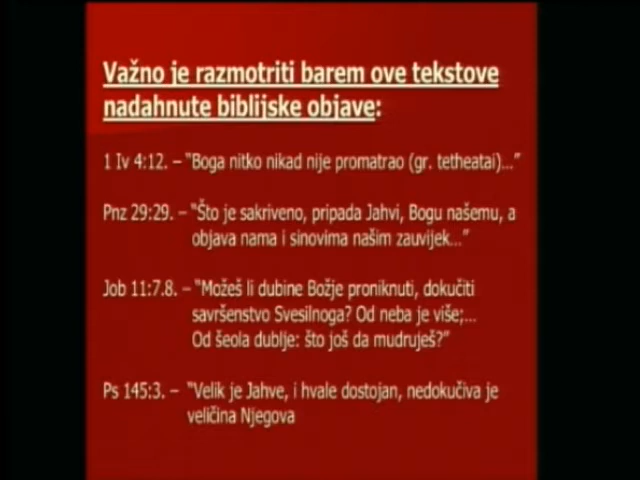 Važno je razmotriti barem ove tekstove
nadahnute biblijske objave:
1 Iv 4:12. – "Boga nitko nikad nije promatrao (gr. tetheatai)..."
Pnz 29:29. – "Što je sakriveno, pripada Jahvi, Bogu našemu, a
objava nama i sinovima našim zauvijek..."
Job 11:7.8. – "Možeš li dubine Božje proniknuti, dokučiti
savršenstvo Svesilnoga? Od neba je više;...
Od šeola dublje: što još da mudruješ?"
Ps 145:3. – "Velik je Jahve, i hvale dostojan, nedokučiva je
veličina Njegova